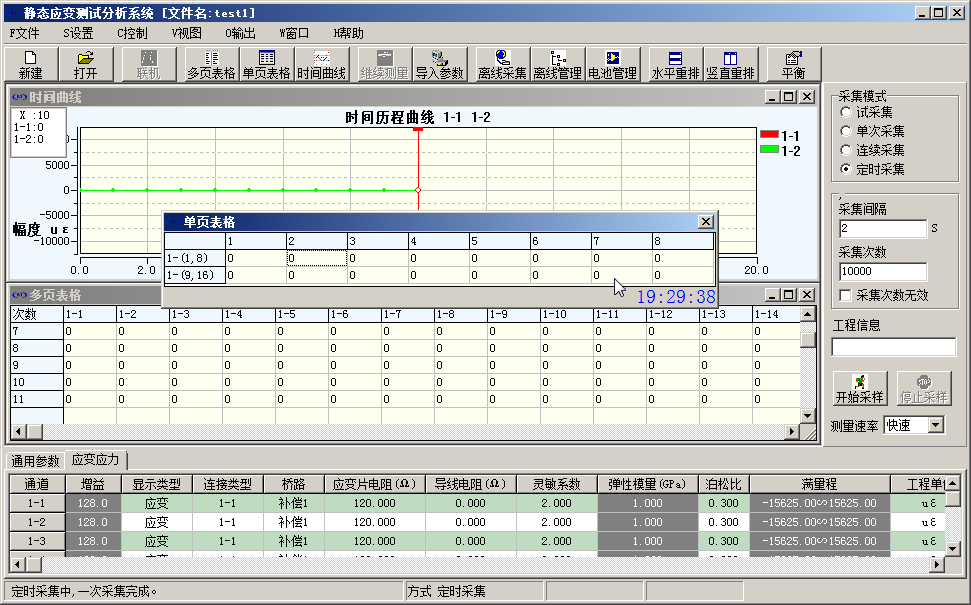 静态应变测试分析系统 [文件名:test1]
F文件 S设置 C控制 V视图 O输出 W窗口 H帮助
新建 打开 联机 多页表格 单页表格 时间曲线 继续测量 导入参数 离线采集 离线管理 电池管理 水平重排 竖直重排 平衡
时间曲线
X :10
1-1:0
1-2:0
时间历程曲线 1-1 1-2
1-1
1-2
5000
0
-5000
-10000
幅度 uε
0.0 2.0 20.0
单页表格
1 2 3 4 5 6 7 8
1-(1,8) 0 0 0 0 0 0 0 0
1-(9,16) 0 0 0 0 0 0 0 0
19:29:38
多页表格
次数 1-1 1-2 1-3 1-4 1-5 1-6 1-7 1-8 1-9 1-10 1-11 1-12 1-13 1-14
7 0 0 0 0 0 0 0 0 0 0 0 0 0 0
8 0 0 0 0 0 0 0 0 0 0 0 0 0 0
9 0 0 0 0 0 0 0 0 0 0 0 0 0 0
10 0 0 0 0 0 0 0 0 0 0 0 0 0 0
11 0 0 0 0 0 0 0 0 0 0 0 0 0 0
采集模式
试采集
单次采集
连续采集
定时采集
采集间隔
2 S
采集次数
10000
采集次数无效
工程信息
开始采样 停止采样
测量速率 快速
通用参数 应变应力
通道 增益 显示类型 连接类型 桥路 应变片电阻(Ω) 导线电阻(Ω) 灵敏系数 弹性模量(GPa) 泊松比 满量程 工程单
1-1 128.0 应变 1-1 补偿1 120.000 0.000 2.000 1.000 0.300 -15625.00∽15625.00 uε
1-2 128.0 应变 1-1 补偿1 120.000 0.000 2.000 1.000 0.300 -15625.00∽15625.00 uε
1-3 128.0 应变 1-1 补偿1 120.000 0.000 2.000 1.000 0.300 -15625.00∽15625.00 uε
定时采集中,一次采集完成。 方式 定时采集